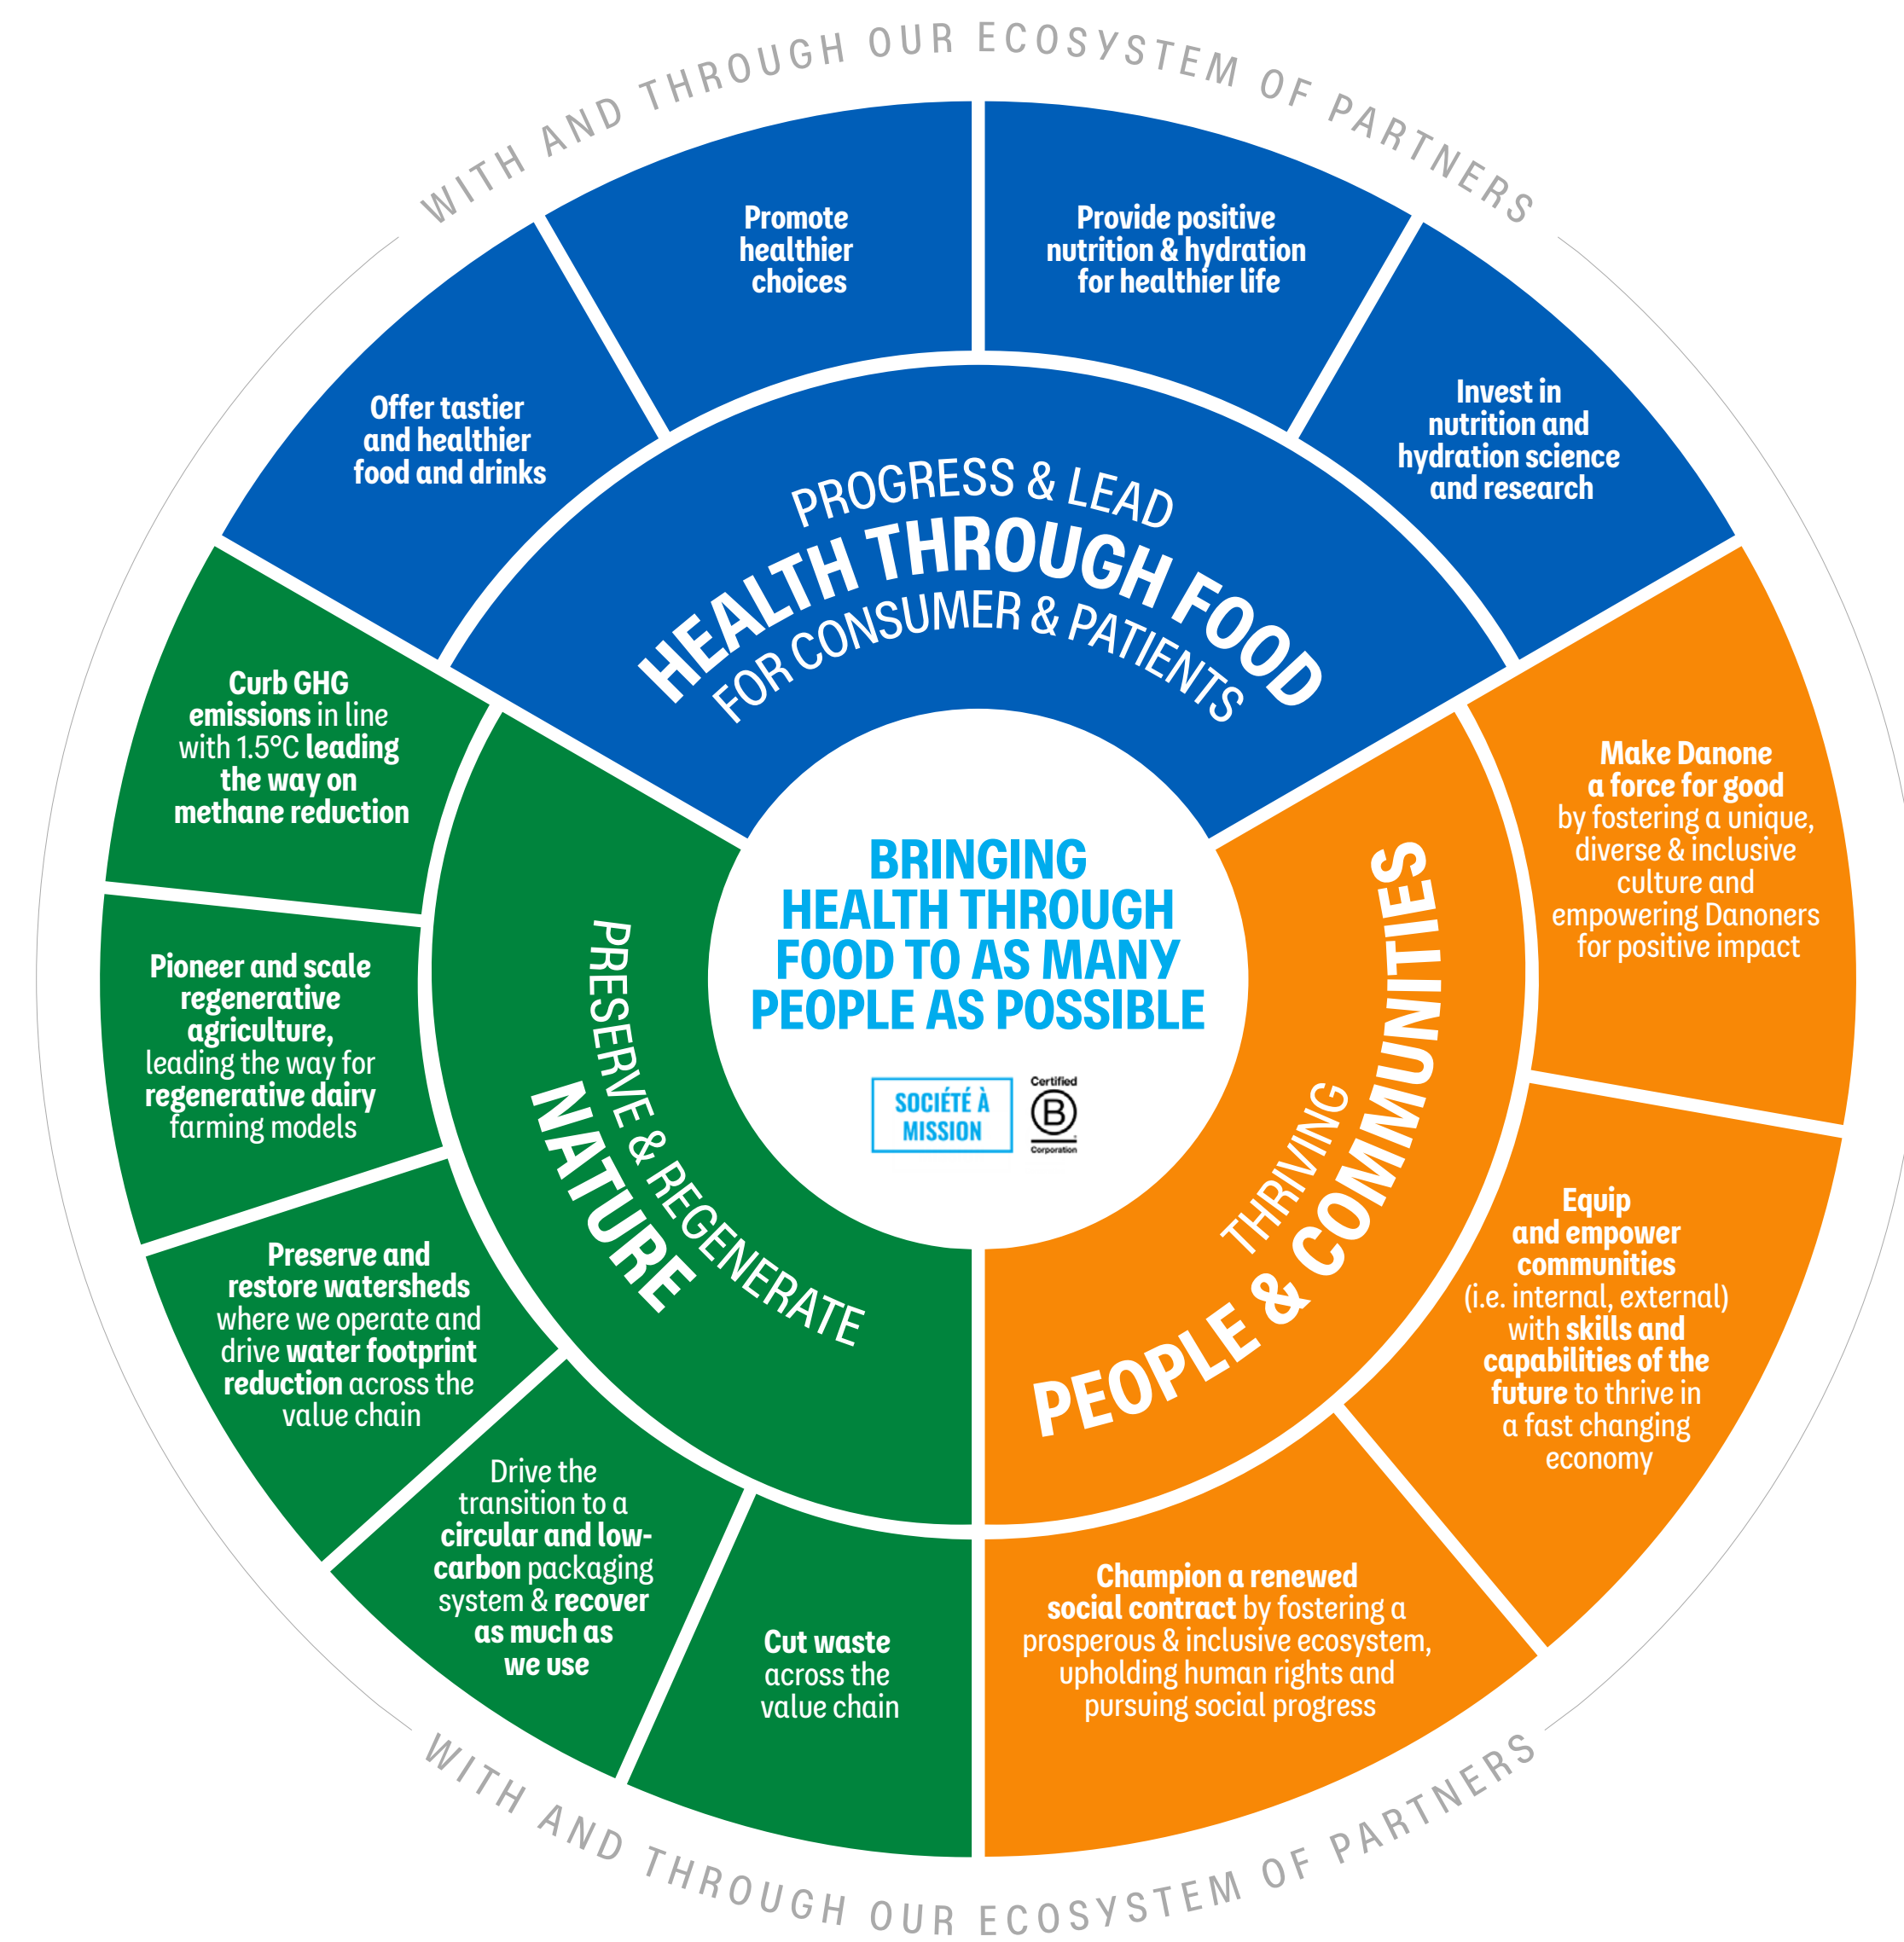 WITH AND THROUGH OUR ECOSYSTEM OF PARTNERS
Offer tastier
and healthier
food and drinks
Promote
healthier
choices
Provide positive
nutrition & hydration
for healthier life
Invest in
nutrition and
hydration science
and research
PROGRESS & LEAD
HEALTH THROUGH FOOD
FOR CONSUMER & PATIENTS
Curb GHG
emissions in line
with 1.5°C leading
the way on
methane reduction
Pioneer and scale
regenerative
agriculture,
leading the way for
regenerative dairy
farming models
Preserve and
restore watersheds
where we operate and
drive water footprint
reduction across the
value chain
Drive the
transition to a
circular and low-
carbon packaging
system & recover
as much as
we use
Cut waste
across the
value chain
PRESERVE & REGENERATE
NATURE
BRINGING
HEALTH THROUGH
FOOD TO AS MANY
PEOPLE AS POSSIBLE
SOCIÉTÉ À
MISSION
Certified
B
Corporation
THRIVING
PEOPLE & COMMUNITIES
Make Danone
a force for good
by fostering a unique,
diverse & inclusive
culture and
empowering Danoners
for positive impact
Equip
and empower
communities
(i.e. internal, external)
with skills and
capabilities of the
future to thrive in
a fast changing
economy
Champion a renewed
social contract by fostering a
prosperous & inclusive ecosystem,
upholding human rights and
pursuing social progress
WITH AND THROUGH OUR ECOSYSTEM OF PARTNERS